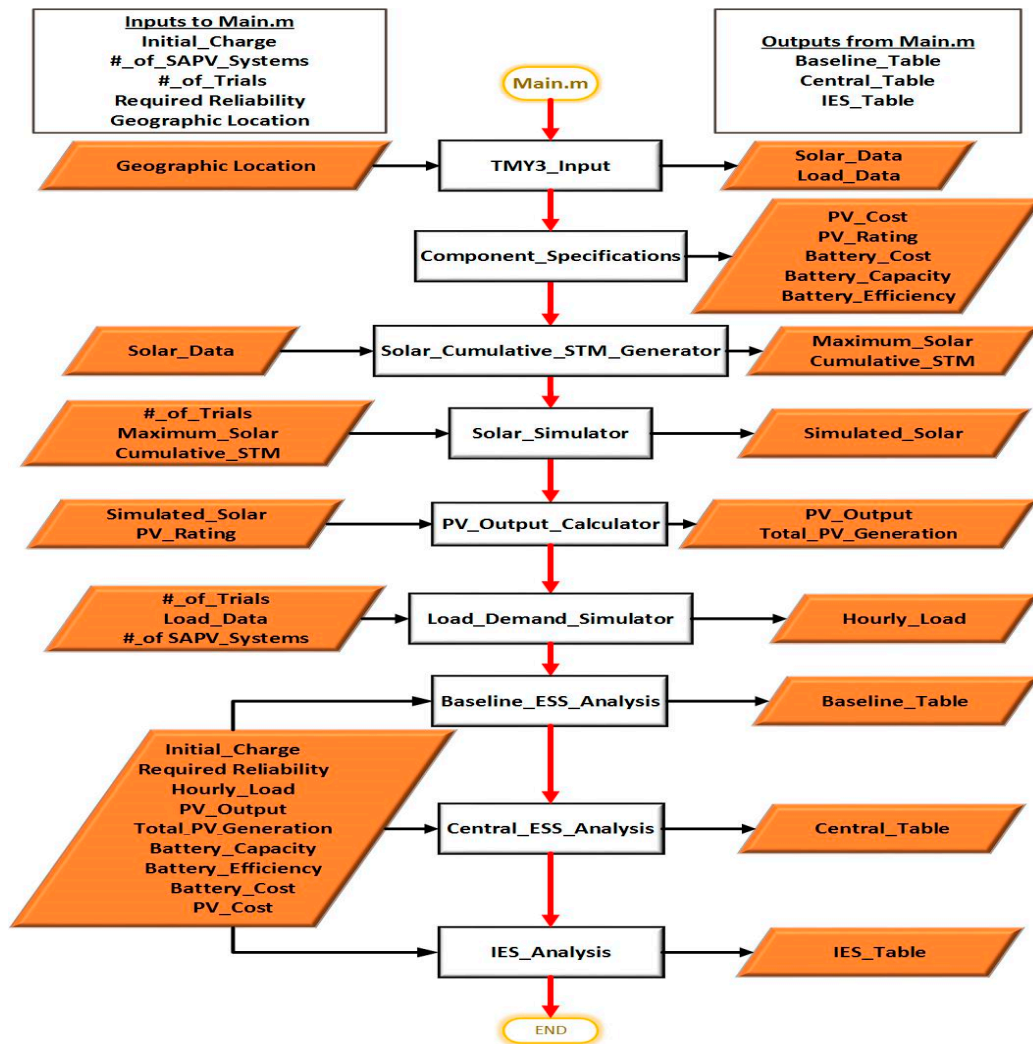 Inputs to Main.m
Initial_Charge
#_of_SAPV_Systems
#_of_Trials
Required Reliability
Geographic Location
Main.m
Outputs from Main.m
Baseline_Table
Central_Table
IES_Table
Geographic Location
TMY3_Input
Solar_Data
Load_Data
Component_Specifications
PV_Cost
PV_Rating
Battery_Cost
Battery_Capacity
Battery_Efficiency
Solar_Data
Solar_Cumulative_STM_Generator
Maximum_Solar
Cumulative_STM
#_of_Trials
Maximum_Solar
Cumulative_STM
Solar_Simulator
Simulated_Solar
Simulated_Solar
PV_Rating
PV_Output_Calculator
PV_Output
Total_PV_Generation
#_of_Trials
Load_Data
#_of SAPV_Systems
Load_Demand_Simulator
Hourly_Load
Baseline_ESS_Analysis
Baseline_Table
Initial_Charge
Required Reliability
Hourly_Load
PV_Output
Total_PV_Generation
Battery_Capacity
Battery_Efficiency
Battery_Cost
PV_Cost
Central_ESS_Analysis
Central_Table
IES_Analysis
IES_Table
END